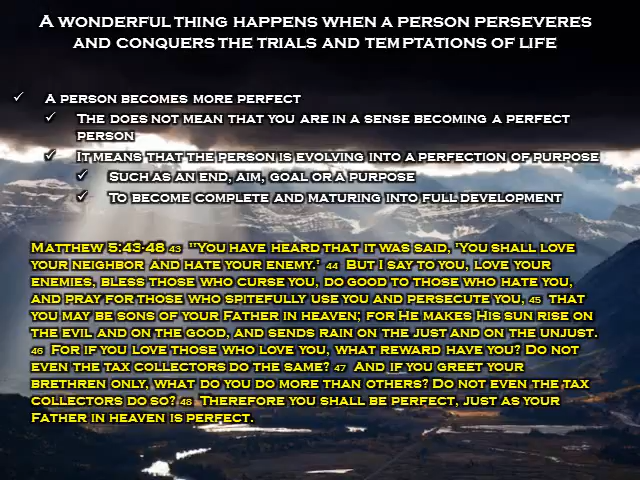 A WONDERFUL THING HAPPENS WHEN A PERSON PERSEVERES
AND CONQUERS THE TRIALS AND TEMPTATIONS OF LIFE
✓ A PERSON BECOMES MORE PERFECT
✓ THE DOES NOT MEAN THAT YOU ARE IN A SENSE BECOMING A PERFECT
PERSON
✓ IT MEANS THAT THE PERSON IS EVOLVING INTO A PERFECTION OF PURPOSE
✓ SUCH AS AN END, AIM, GOAL OR A PURPOSE
✓ TO BECOME COMPLETE AND MATURING INTO FULL DEVELOPMENT
MATTHEW 5:43-48 43 "YOU HAVE HEARD THAT IT WAS SAID, 'YOU SHALL LOVE
YOUR NEIGHBOR AND HATE YOUR ENEMY.' 44 BUT I SAY TO YOU, LOVE YOUR
ENEMIES, BLESS THOSE WHO CURSE YOU, DO GOOD TO THOSE WHO HATE YOU,
AND PRAY FOR THOSE WHO SPITEFULLY USE YOU AND PERSECUTE YOU, 45 THAT
YOU MAY BE SONS OF YOUR FATHER IN HEAVEN; FOR HE MAKES HIS SUN RISE ON
THE EVIL AND ON THE GOOD, AND SENDS RAIN ON THE JUST AND ON THE UNJUST.
46 FOR IF YOU LOVE THOSE WHO LOVE YOU, WHAT REWARD HAVE YOU? DO NOT
EVEN THE TAX COLLECTORS DO THE SAME? 47 AND IF YOU GREET YOUR
BRETHREN ONLY, WHAT DO YOU DO MORE THAN OTHERS? DO NOT EVEN THE TAX
COLLECTORS DO SO? 48 THEREFORE YOU SHALL BE PERFECT, JUST AS YOUR
FATHER IN HEAVEN IS PERFECT.